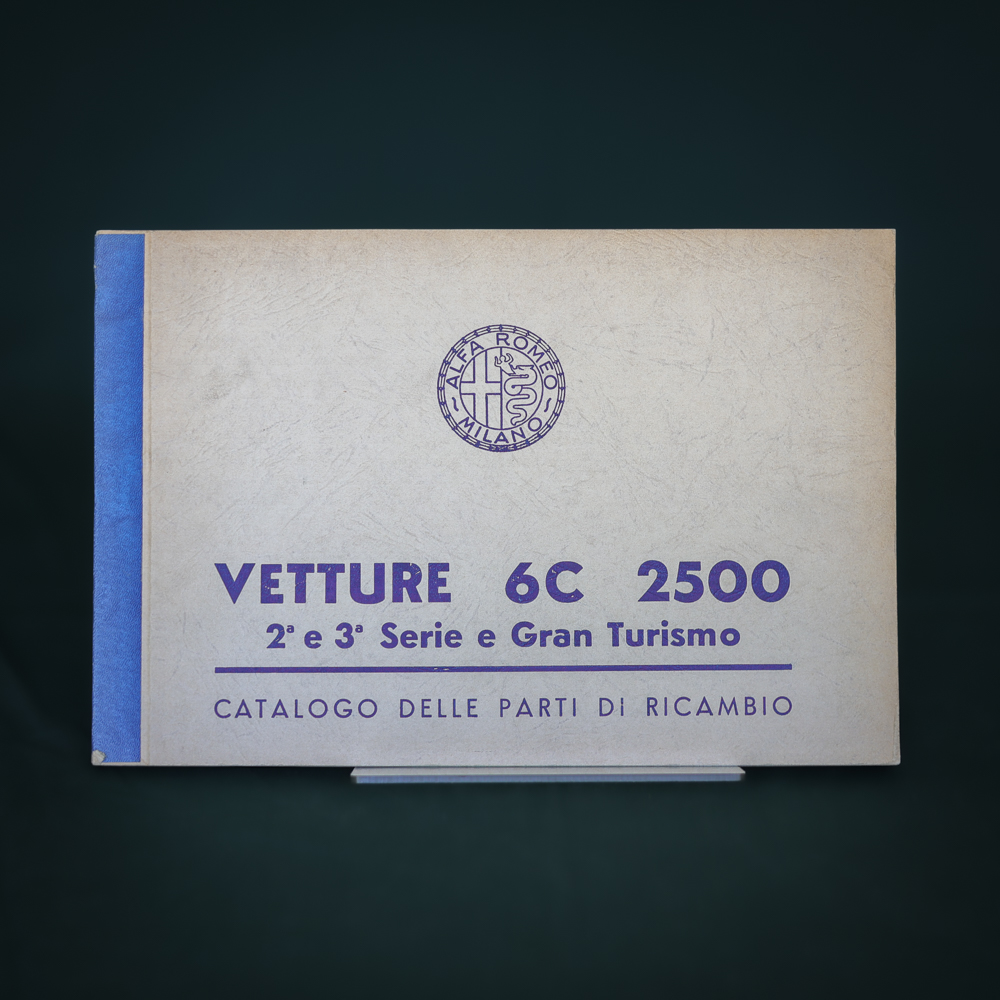 ALFA ROMEO
MILANO
VETTURE 6C 2500
2ª e 3ª Serie e Gran Turismo
CATALOGO DELLE PARTI DI RICAMBIO